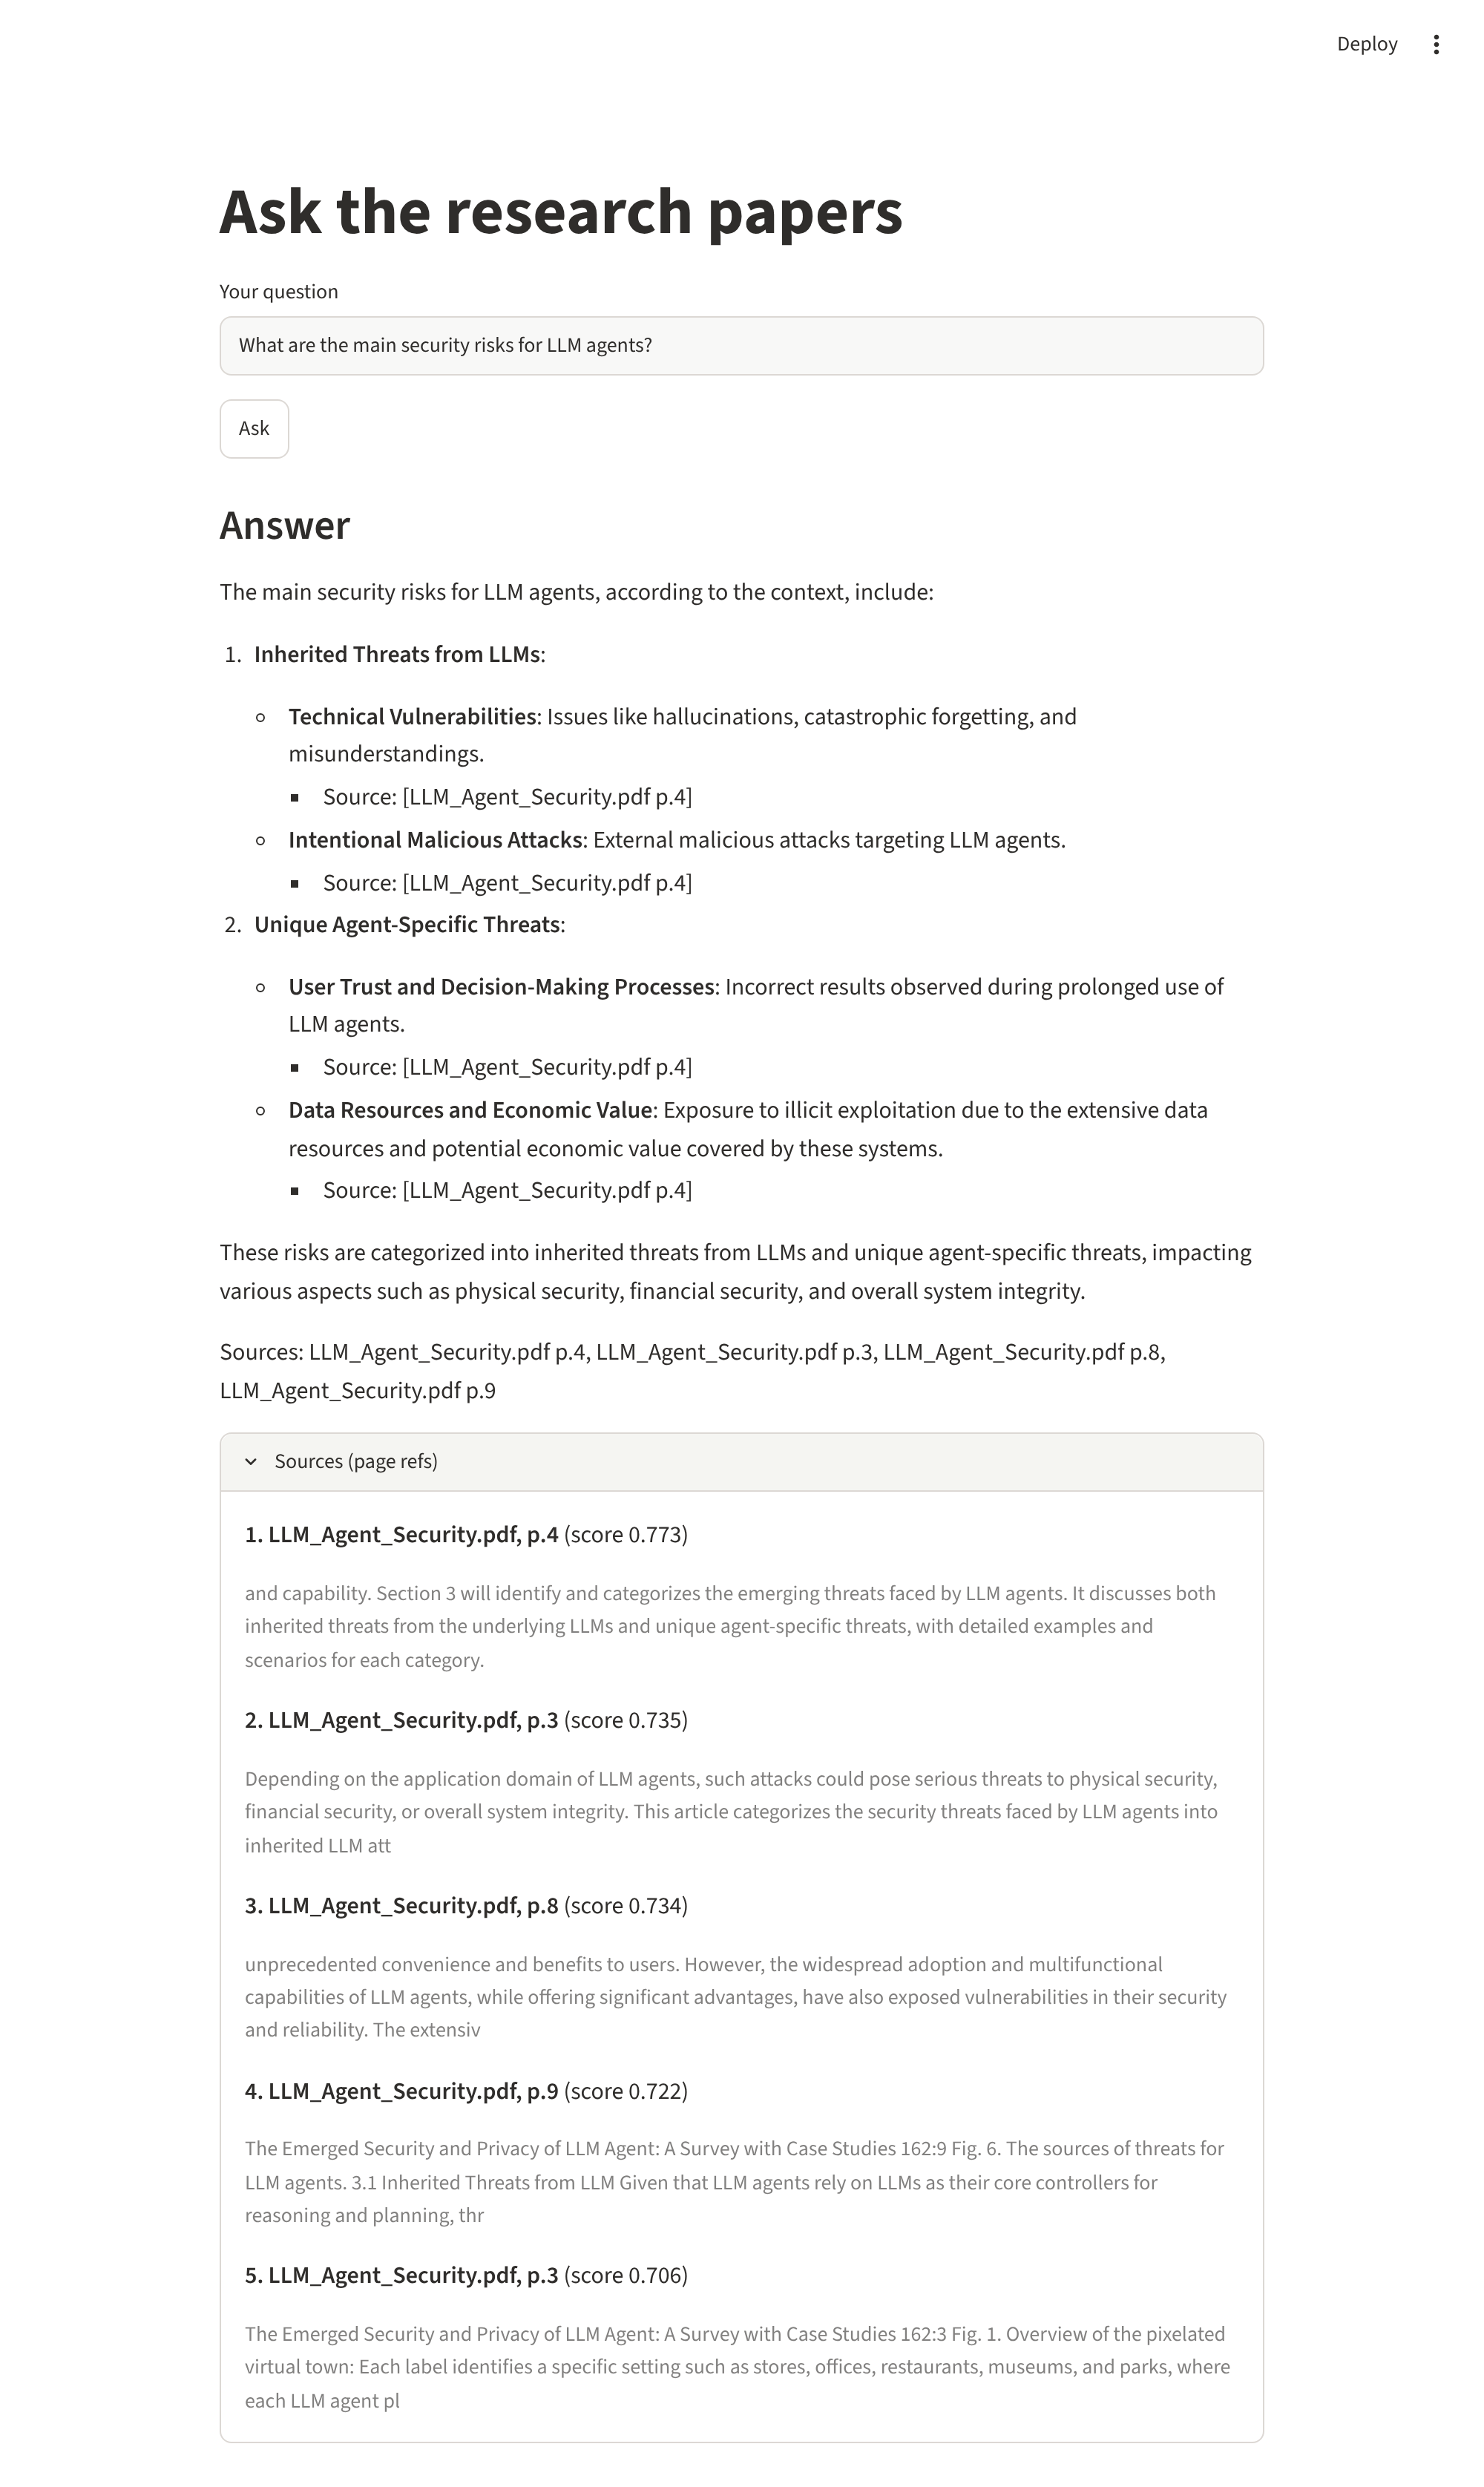 Deploy
Ask the research papers
Your question
What are the main security risks for LLM agents?
Ask
Answer
The main security risks for LLM agents, according to the context, include:
1. Inherited Threats from LLMs:
Technical Vulnerabilities: Issues like hallucinations, catastrophic forgetting, and
misunderstandings.
Source: [LLM_Agent_Security.pdf p.4]
Intentional Malicious Attacks: External malicious attacks targeting LLM agents.
Source: [LLM_Agent_Security.pdf p.4]
2. Unique Agent-Specific Threats:
User Trust and Decision-Making Processes: Incorrect results observed during prolonged use of
LLM agents.
Source: [LLM_Agent_Security.pdf p.4]
Data Resources and Economic Value: Exposure to illicit exploitation due to the extensive data
resources and potential economic value covered by these systems.
Source: [LLM_Agent_Security.pdf p.4]
These risks are categorized into inherited threats from LLMs and unique agent-specific threats, impacting
various aspects such as physical security, financial security, and overall system integrity.
Sources: LLM_Agent_Security.pdf p.4, LLM_Agent_Security.pdf p.3, LLM_Agent_Security.pdf p.8,
LLM_Agent_Security.pdf p.9
Sources (page refs)
1. LLM_Agent_Security.pdf, p.4 (score 0.773)
and capability. Section 3 will identify and categorizes the emerging threats faced by LLM agents. It discusses both
inherited threats from the underlying LLMs and unique agent-specific threats, with detailed examples and
scenarios for each category.
2. LLM_Agent_Security.pdf, p.3 (score 0.735)
Depending on the application domain of LLM agents, such attacks could pose serious threats to physical security,
financial security, or overall system integrity. This article categorizes the security threats faced by LLM agents into
inherited LLM att
3. LLM_Agent_Security.pdf, p.8 (score 0.734)
unprecedented convenience and benefits to users. However, the widespread adoption and multifunctional
capabilities of LLM agents, while offering significant advantages, have also exposed vulnerabilities in their security
and reliability. The extensiv
4. LLM_Agent_Security.pdf, p.9 (score 0.722)
The Emerged Security and Privacy of LLM Agent: A Survey with Case Studies 162:9 Fig. 6. The sources of threats for
LLM agents. 3.1 Inherited Threats from LLM Given that LLM agents rely on LLMs as their core controllers for
reasoning and planning, thr
5. LLM_Agent_Security.pdf, p.3 (score 0.706)
The Emerged Security and Privacy of LLM Agent: A Survey with Case Studies 162:3 Fig. 1. Overview of the pixelated
virtual town: Each label identifies a specific setting such as stores, offices, restaurants, museums, and parks, where
each LLM agent pl